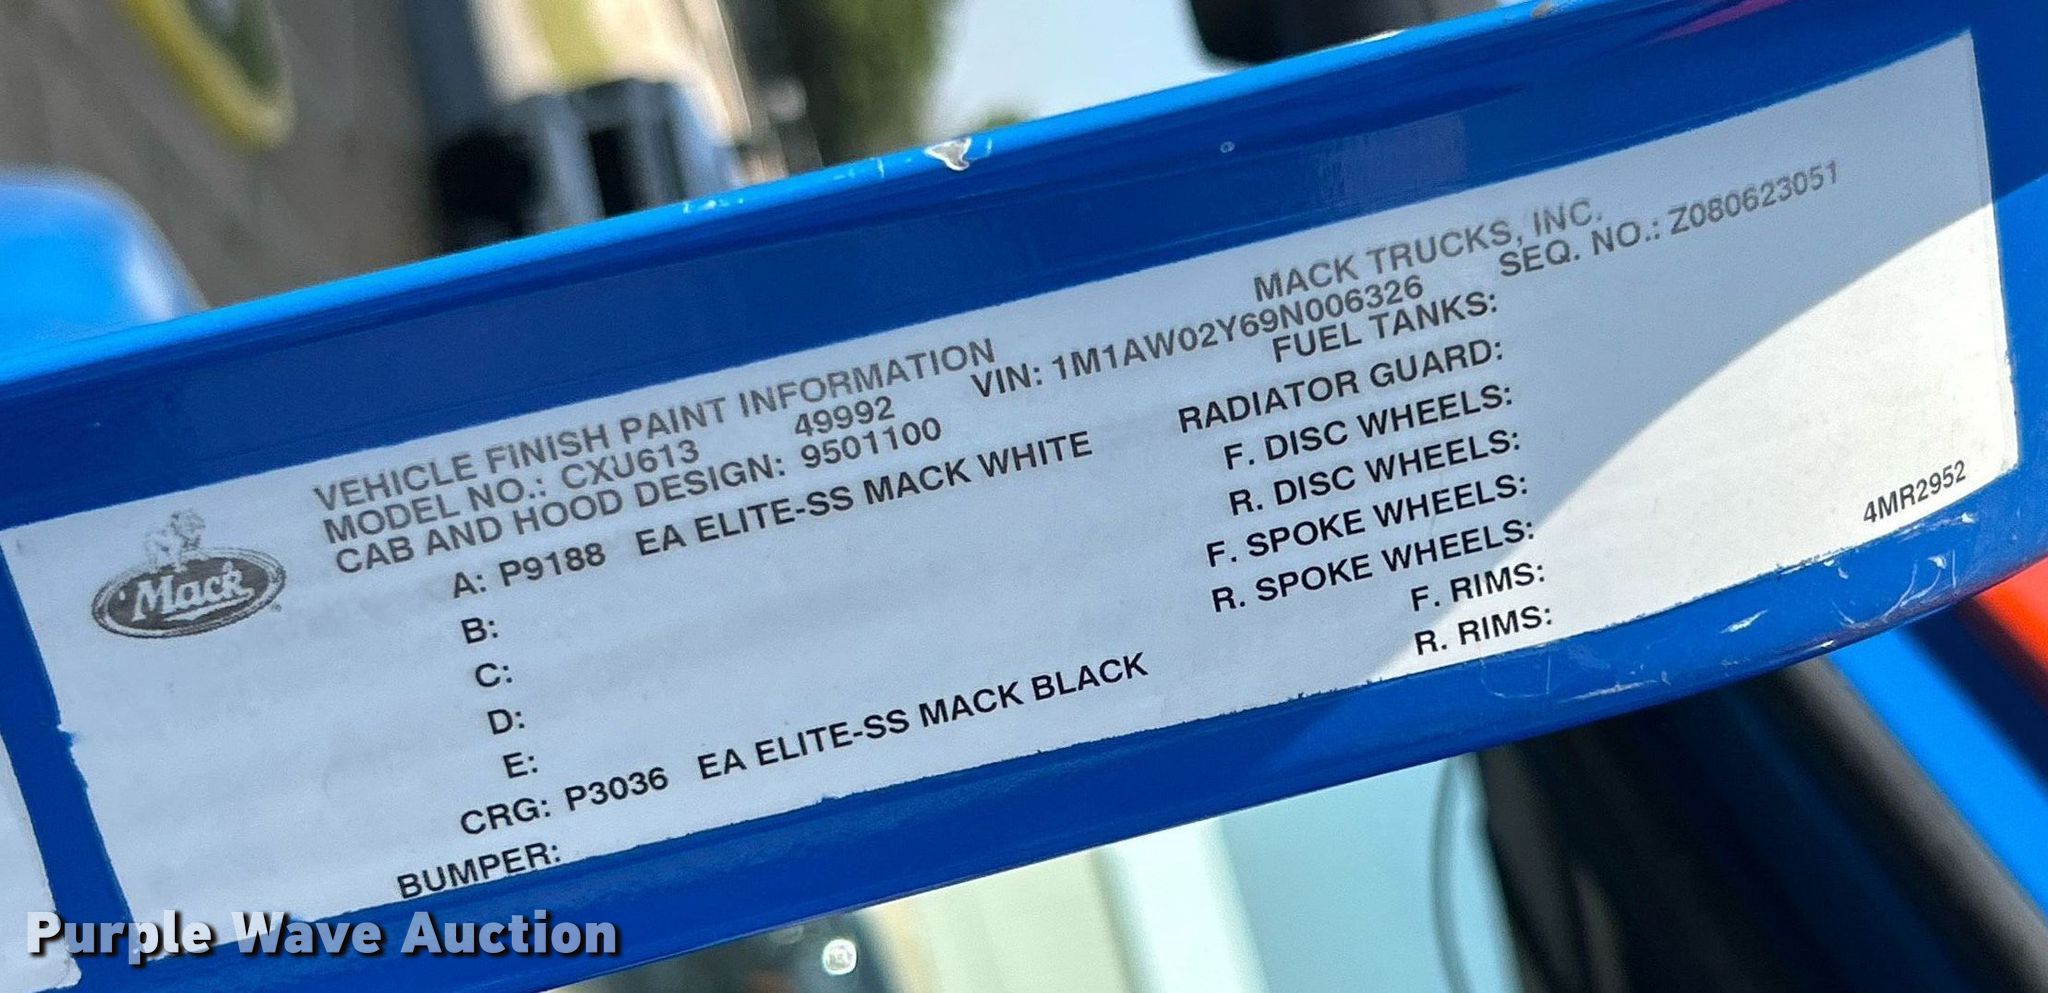 VEHICLE FINISH PAINT INFORMATION MACK TRUCKS, INC.
MODEL NO.: CXU613 49992 VIN: 1M1AW02Y69N006326 SEQ. NO.: Z080623051
CAB AND HOOD DESIGN: 9501100 FUEL TANKS:
A: P9188 EA ELITE-SS MACK WHITE RADIATOR GUARD:
B: F. DISC WHEELS:
C: R. DISC WHEELS:
D: F. SPOKE WHEELS:
E: R. SPOKE WHEELS:
CRG: P3036 EA ELITE-SS MACK BLACK F. RIMS:
BUMPER: R. RIMS:
4MR2952
Mack
Purple Wave Auction